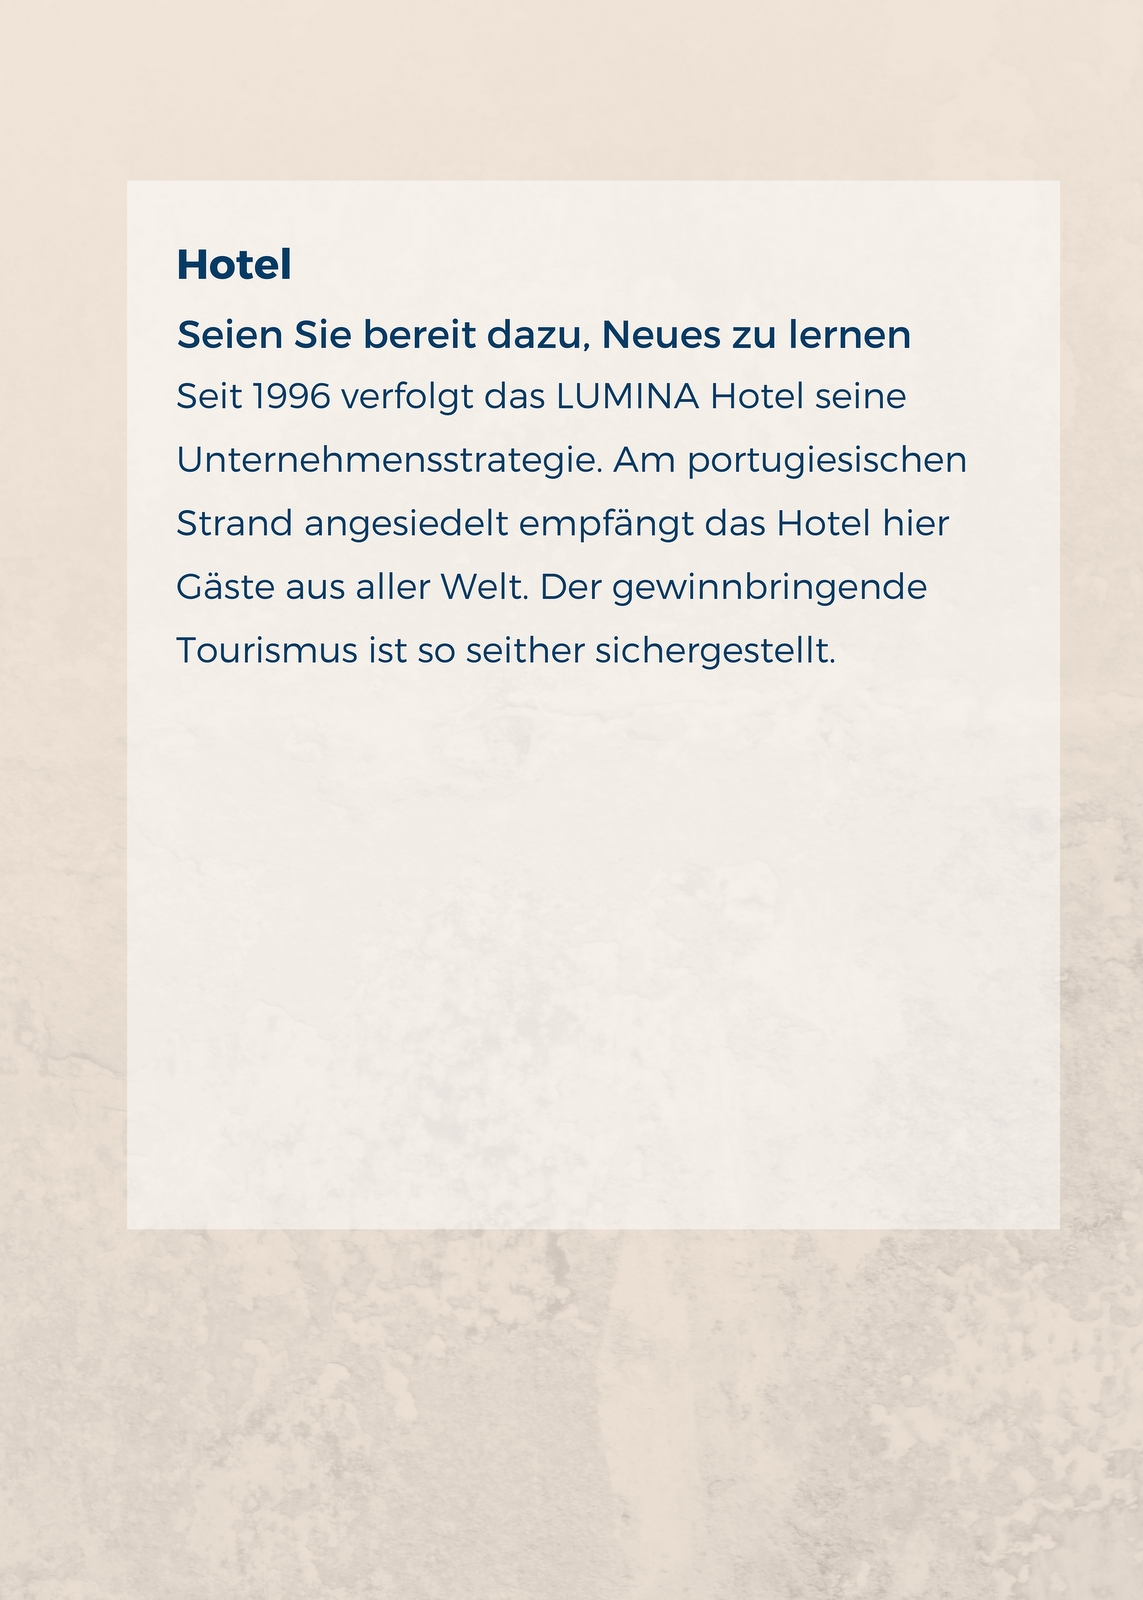 Hotel
Seien Sie bereit dazu, Neues zu lernen
Seit 1996 verfolgt das LUMINA Hotel seine
Unternehmensstrategie. Am portugiesischen
Strand angesiedelt empfängt das Hotel hier
Gäste aus aller Welt. Der gewinnbringende
Tourismus ist so seither sichergestellt.